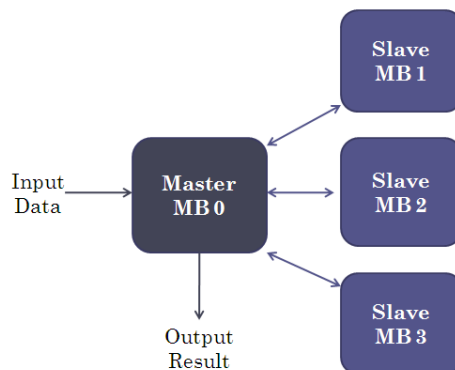 Slave
MB 1
Input
Data
Master
MB 0
Slave
MB 2
Output
Result
Slave
MB 3